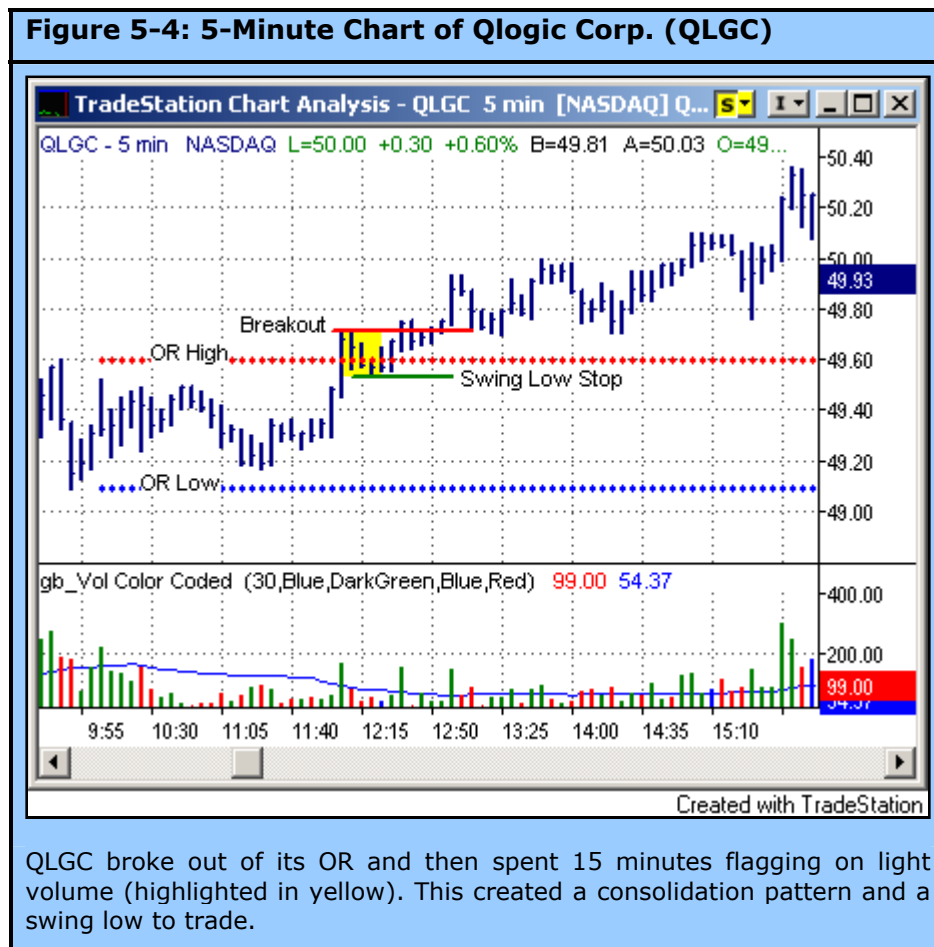 Figure 5-4: 5-Minute Chart of Qlogic Corp. (QLGC)
TradeStation Chart Analysis - QLGC 5 min [NASDAQ] Q... S I
QLGC - 5 min NASDAQ L=50.00 +0.30 +0.60% B=49.81 A=50.03 O=49...
50.40
50.20
50.00
49.93
49.80
Breakout
OR High
49.60
Swing Low Stop
49.40
49.20
OR Low
49.00
gb_Vol Color Coded (30,Blue,DarkGreen,Blue,Red) 99.00 54.37
400.00
200.00
99.00
54.37
9:55 10:30 11:05 11:40 12:15 12:50 13:25 14:00 14:35 15:10
Created with TradeStation
QLGC broke out of its OR and then spent 15 minutes flagging on light
volume (highlighted in yellow). This created a consolidation pattern and a
swing low to trade.